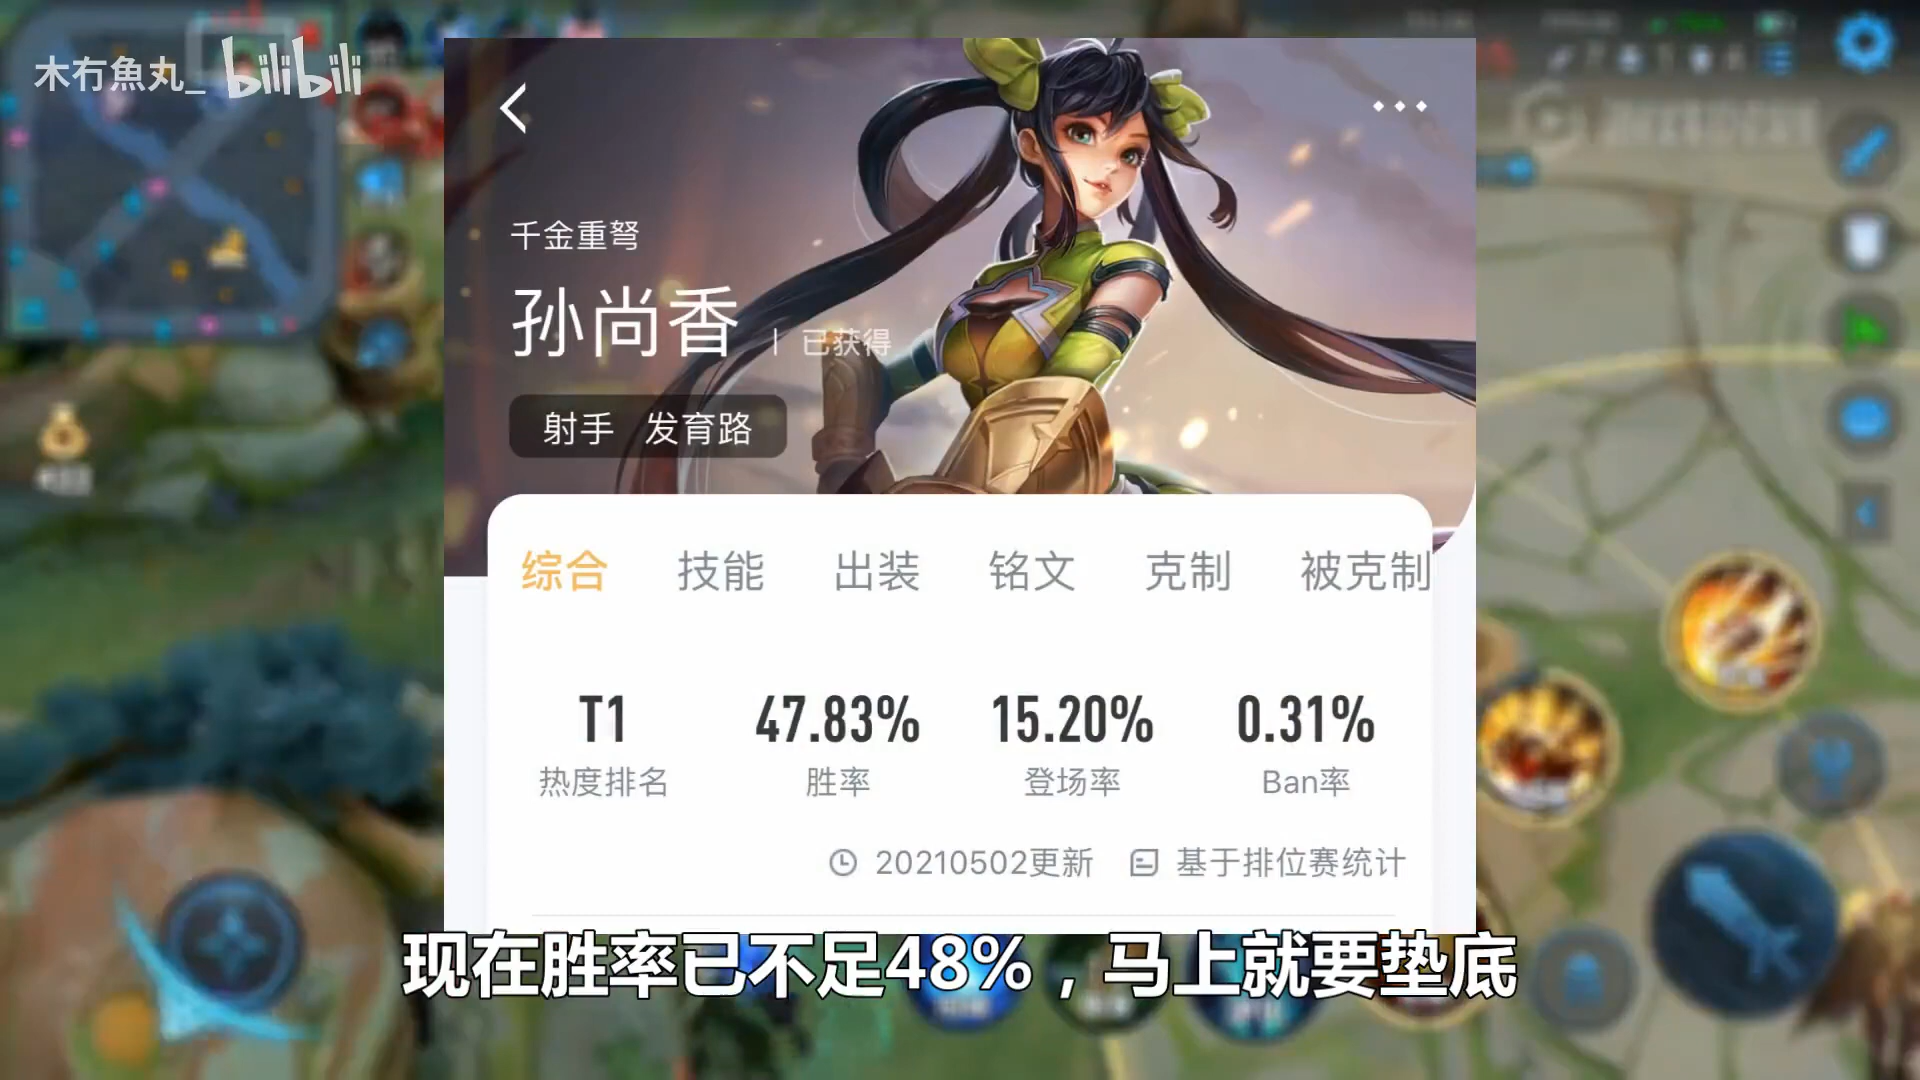 木冇魚丸_ bilibili
千金重弩
孙尚香 | 已获得
射手 发育路
综合 技能 出装 铭文 克制 被克制
T1 47.83% 15.20% 0.31%
热度排名 胜率 登场率 Ban率
20210502更新 基于排位赛统计
现在胜率已不足48%，马上就要垫底